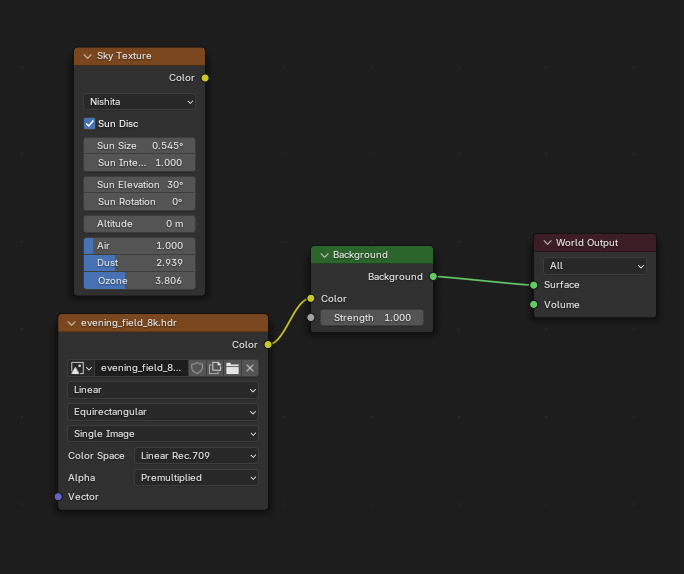 Sky Texture
Color
Nishita
Sun Disc
Sun Size 0.545°
Sun Inte... 1.000
Sun Elevation 30°
Sun Rotation 0°
Altitude 0 m
Air 1.000
Dust 2.939
Ozone 3.806
evening_field_8k.hdr
Color
evening_field_8...
Linear
Equirectangular
Single Image
Color Space Linear Rec.709
Alpha Premultiplied
Vector
Background
Background
Color
Strength 1.000
World Output
All
Surface
Volume